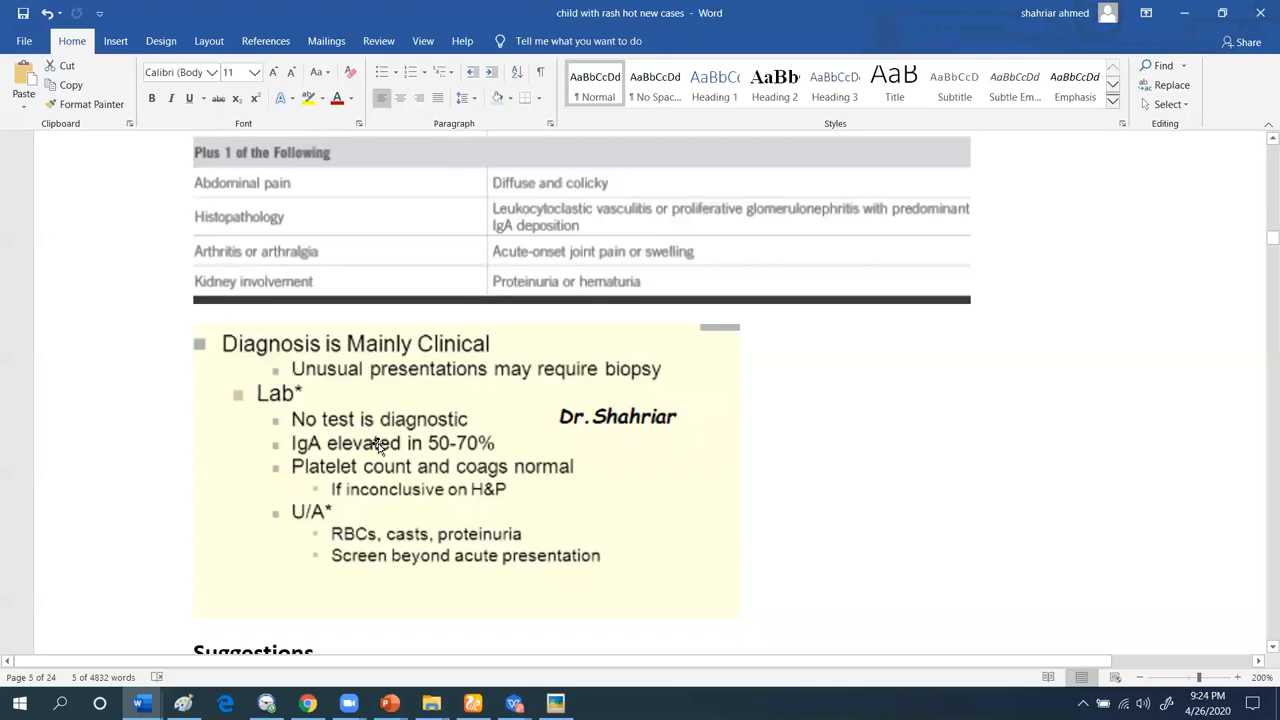 child with rash hot new cases - Word
shahriar ahmed
File Home Insert Design Layout References Mailings Review View Help Tell me what you want to do Share
Paste
Cut
Copy
Format Painter
Clipboard
Calibri (Body 11
Font
Paragraph
AaBbCcDd AaBbCcDd AaBbCc AaBb AaBbCcD AaB AaBbCcD AaBbCcDd AaBbCcDd
¶ Normal ¶ No Spac... Heading 1 Heading 2 Heading 3 Title Subtitle Subtle Em... Emphasis
Styles
Find
Replace
Select
Editing
Plus 1 of the Following
Abdominal pain Diffuse and colicky
Histopathology Leukocytoclastic vasculitis or proliferative glomerulonephritis with predominant
IgA deposition
Arthritis or arthralgia Acute-onset joint pain or swelling
Kidney involvement Proteinuria or hematuria
Diagnosis is Mainly Clinical
Unusual presentations may require biopsy
Lab*
No test is diagnostic
Dr. Shahriar
IgA elevated in 50-70%
Platelet count and coags normal
If inconclusive on H&P
U/A*
RBCs, casts, proteinuria
Screen beyond acute presentation
Suggestions
Page 5 of 24 5 of 4832 words 200%
9:24 PM
4/26/2020